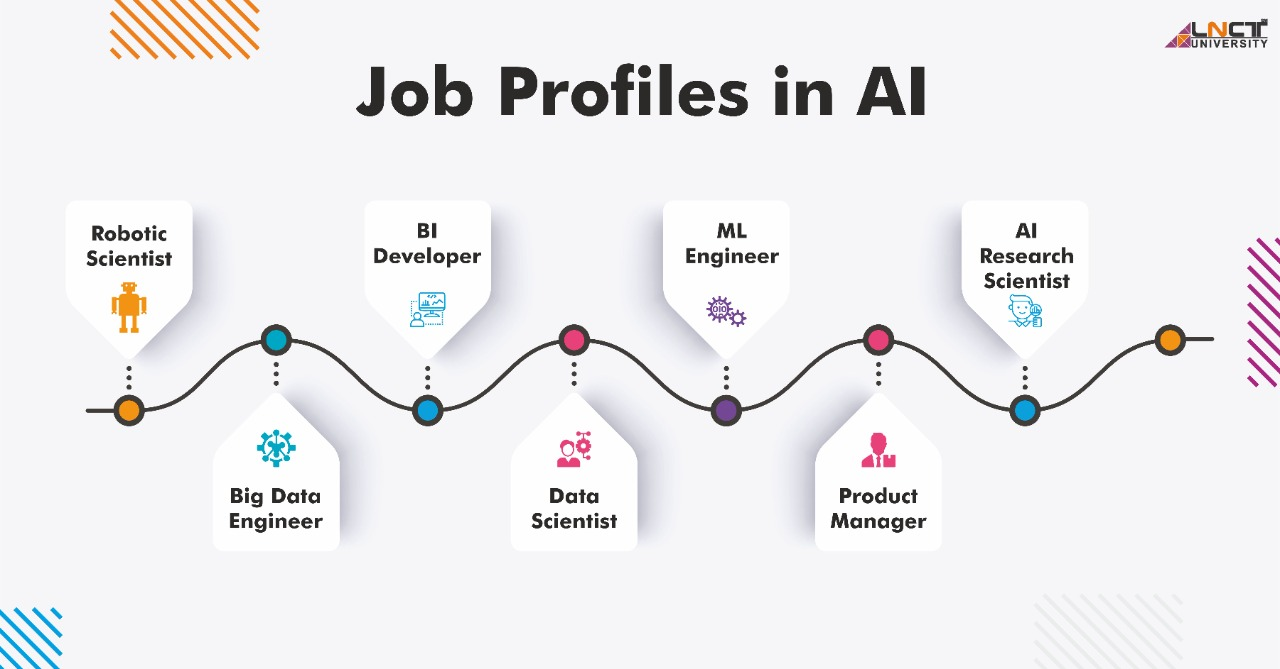 LNCT
UNIVERSITY
Job Profiles in AI
Robotic
Scientist
Big Data
Engineer
BI
Developer
Data
Scientist
ML
Engineer
Product
Manager
AI
Research
Scientist